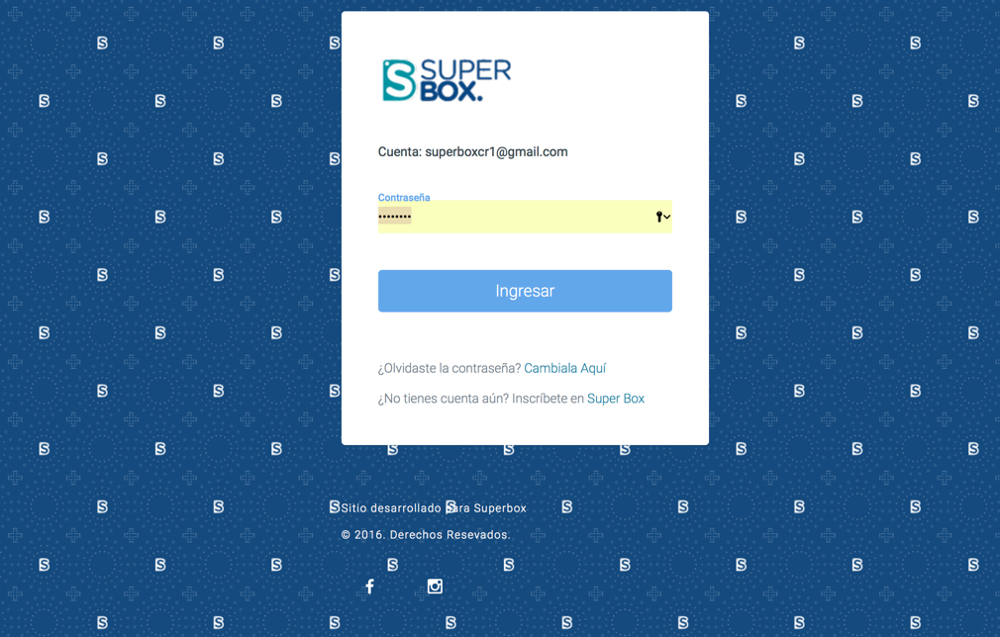 SUPER
BOX.
Cuenta: superboxcr1@gmail.com
Contraseña
••••••••
Ingresar
¿Olvidaste la contraseña? Cambiala Aquí
¿No tienes cuenta aún? Inscríbete en Super Box
Sitio desarrollado para Superbox
© 2016. Derechos Resevados.